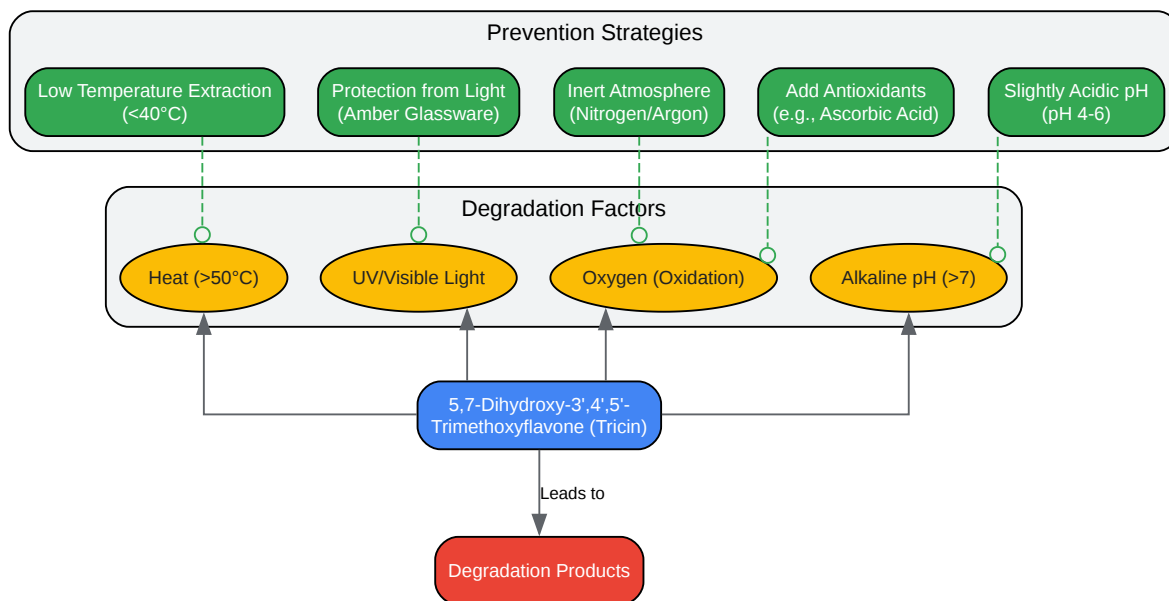 Prevention Strategies
Low Temperature Extraction
(<40°C)
Protection from Light
(Amber Glassware)
Inert Atmosphere
(Nitrogen/Argon)
Add Antioxidants
(e.g., Ascorbic Acid)
Slightly Acidic pH
(pH 4-6)
Degradation Factors
Heat (>50°C)
UV/Visible Light
Oxygen (Oxidation)
Alkaline pH (>7)
5,7-Dihydroxy-3',4',5'-
Trimethoxyflavone (Tricin)
Leads to
Degradation Products